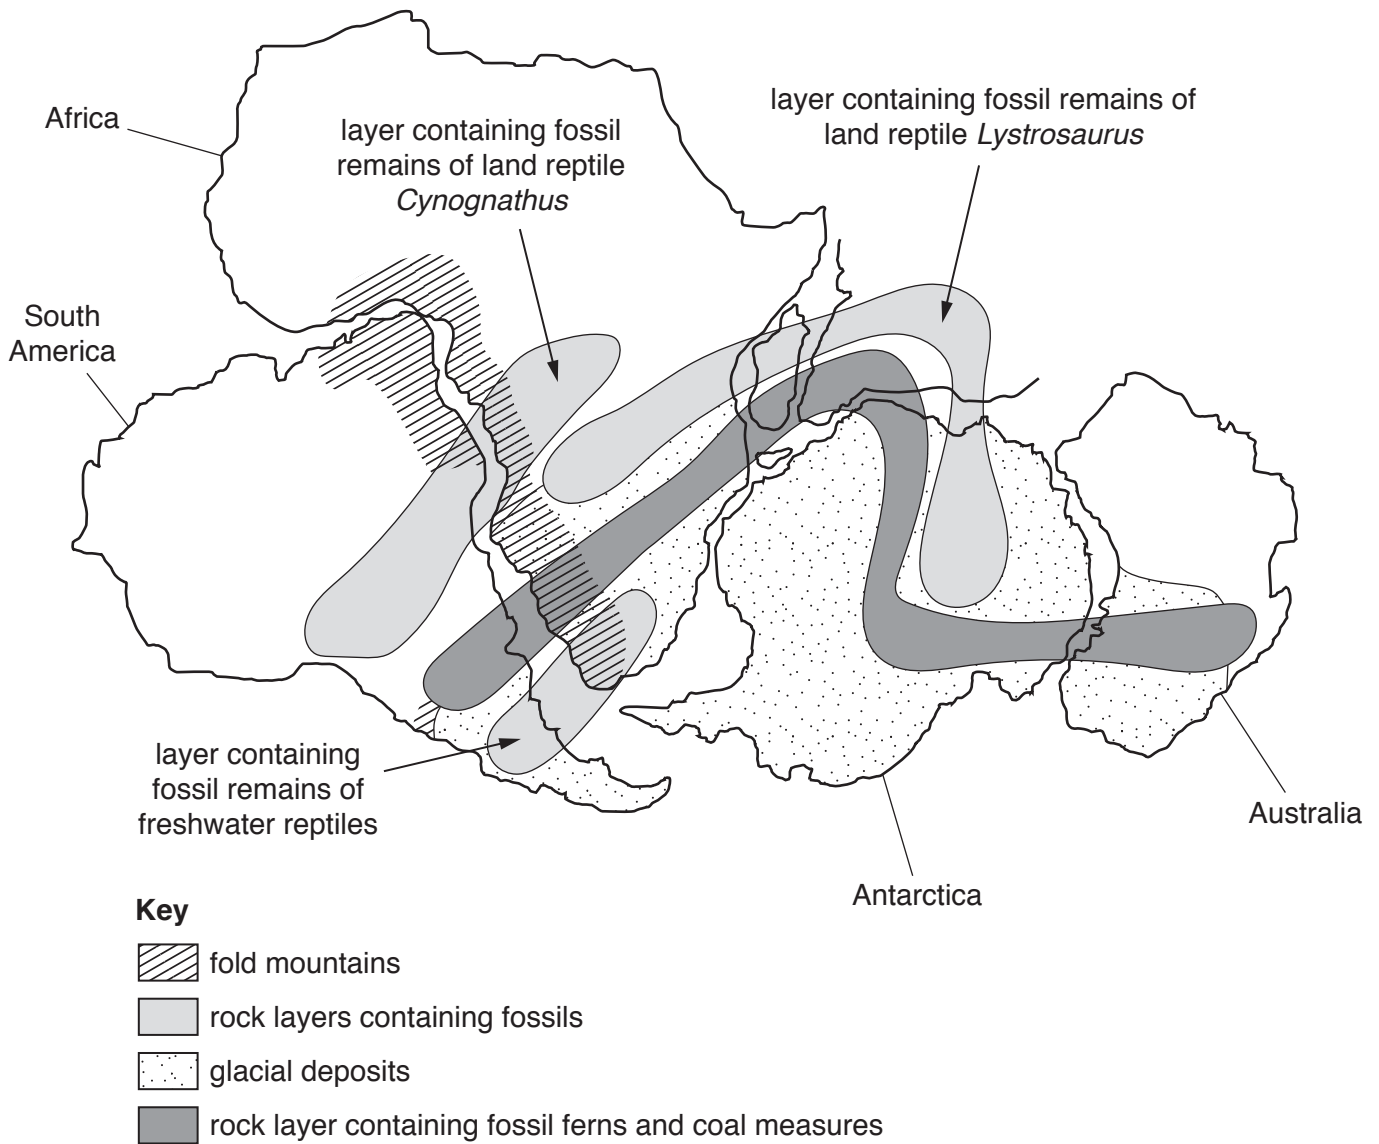 Africa
layer containing fossil
remains of land reptile
Cynognathus
layer containing fossil remains of
land reptile Lystrosaurus
South
America
layer containing
fossil remains of
freshwater reptiles
Australia
Antarctica
Key
fold mountains
rock layers containing fossils
glacial deposits
rock layer containing fossil ferns and coal measures